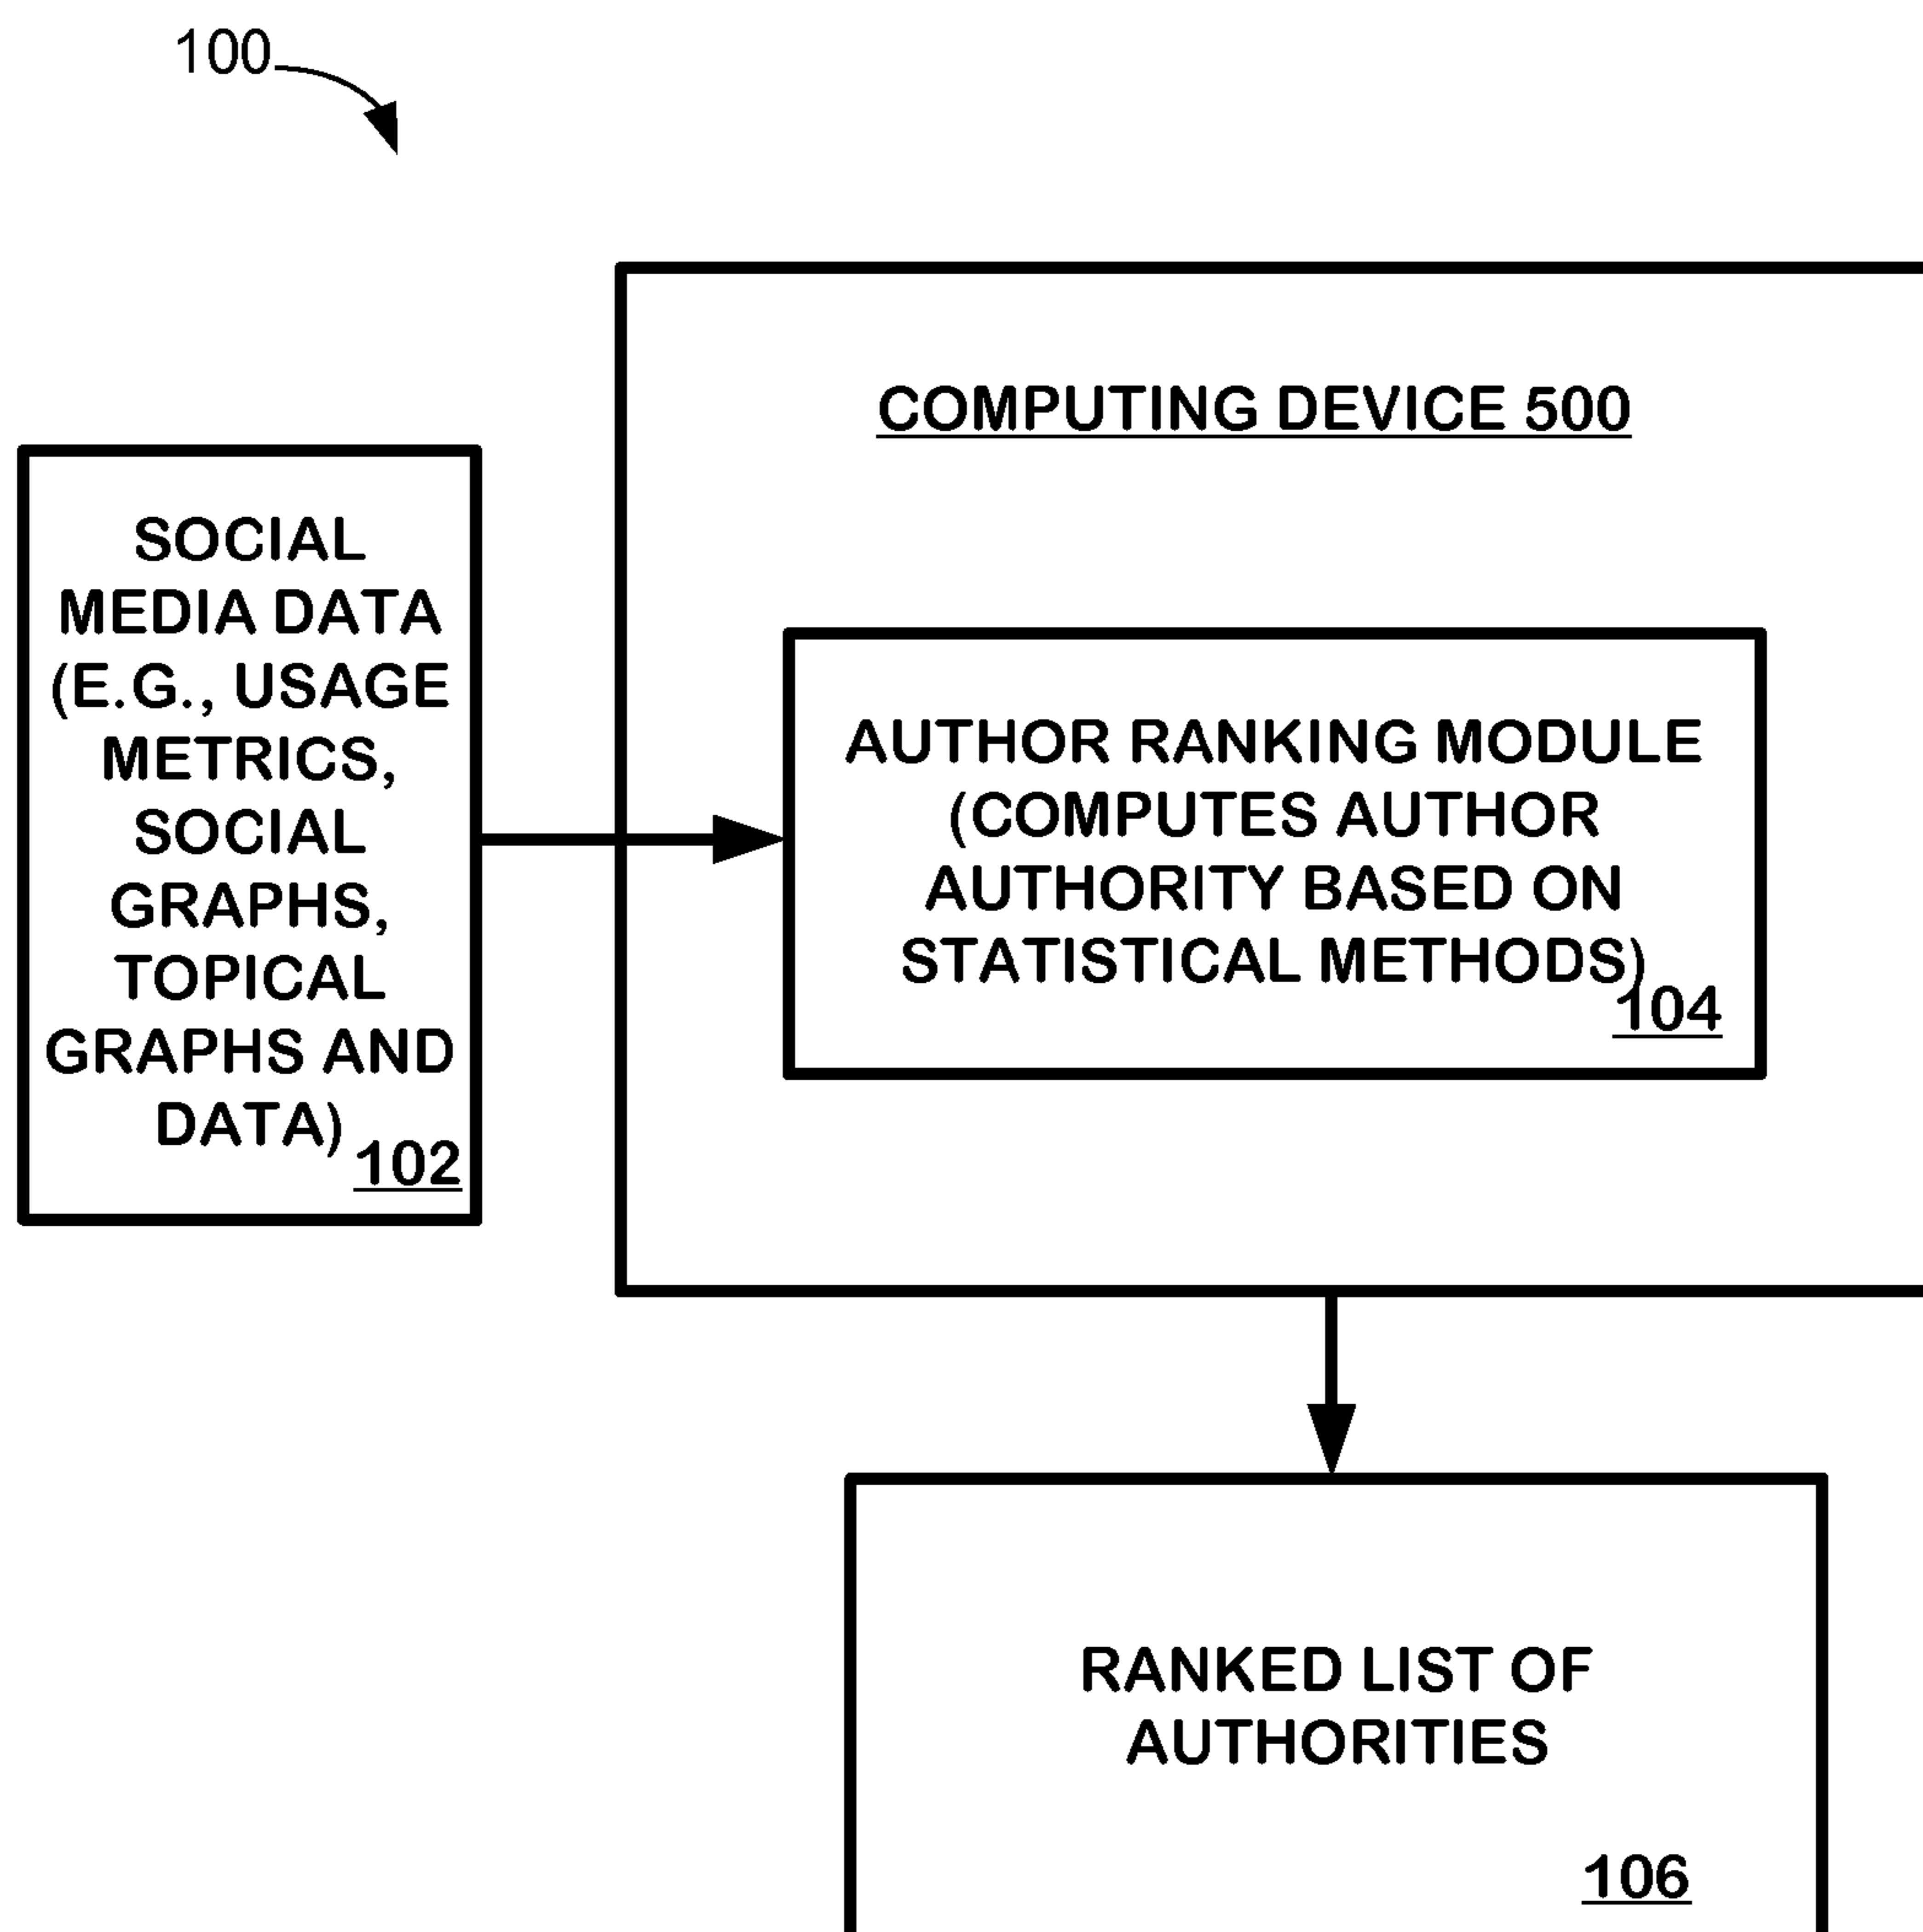 100
COMPUTING DEVICE 500
SOCIAL
MEDIA DATA
(E.G., USAGE
METRICS,
SOCIAL
GRAPHS,
TOPICAL
GRAPHS AND
DATA)
102
AUTHOR RANKING MODULE
(COMPUTES AUTHOR
AUTHORITY BASED ON
STATISTICAL METHODS)
104
RANKED LIST OF
AUTHORITIES
106